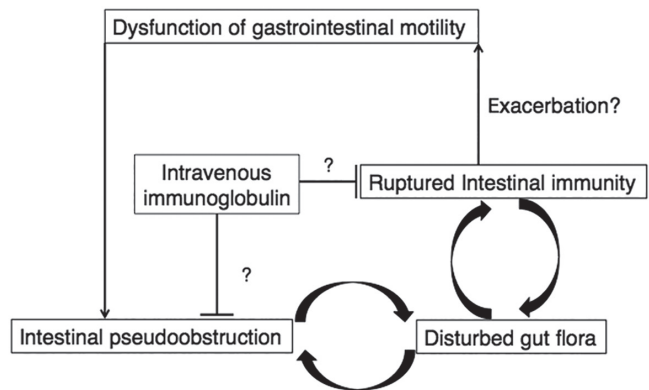 Dysfunction of gastrointestinal motility
Exacerbation?
Intravenous
immunoglobulin
?
Ruptured Intestinal immunity
?
Intestinal pseudoobstruction
Disturbed gut flora